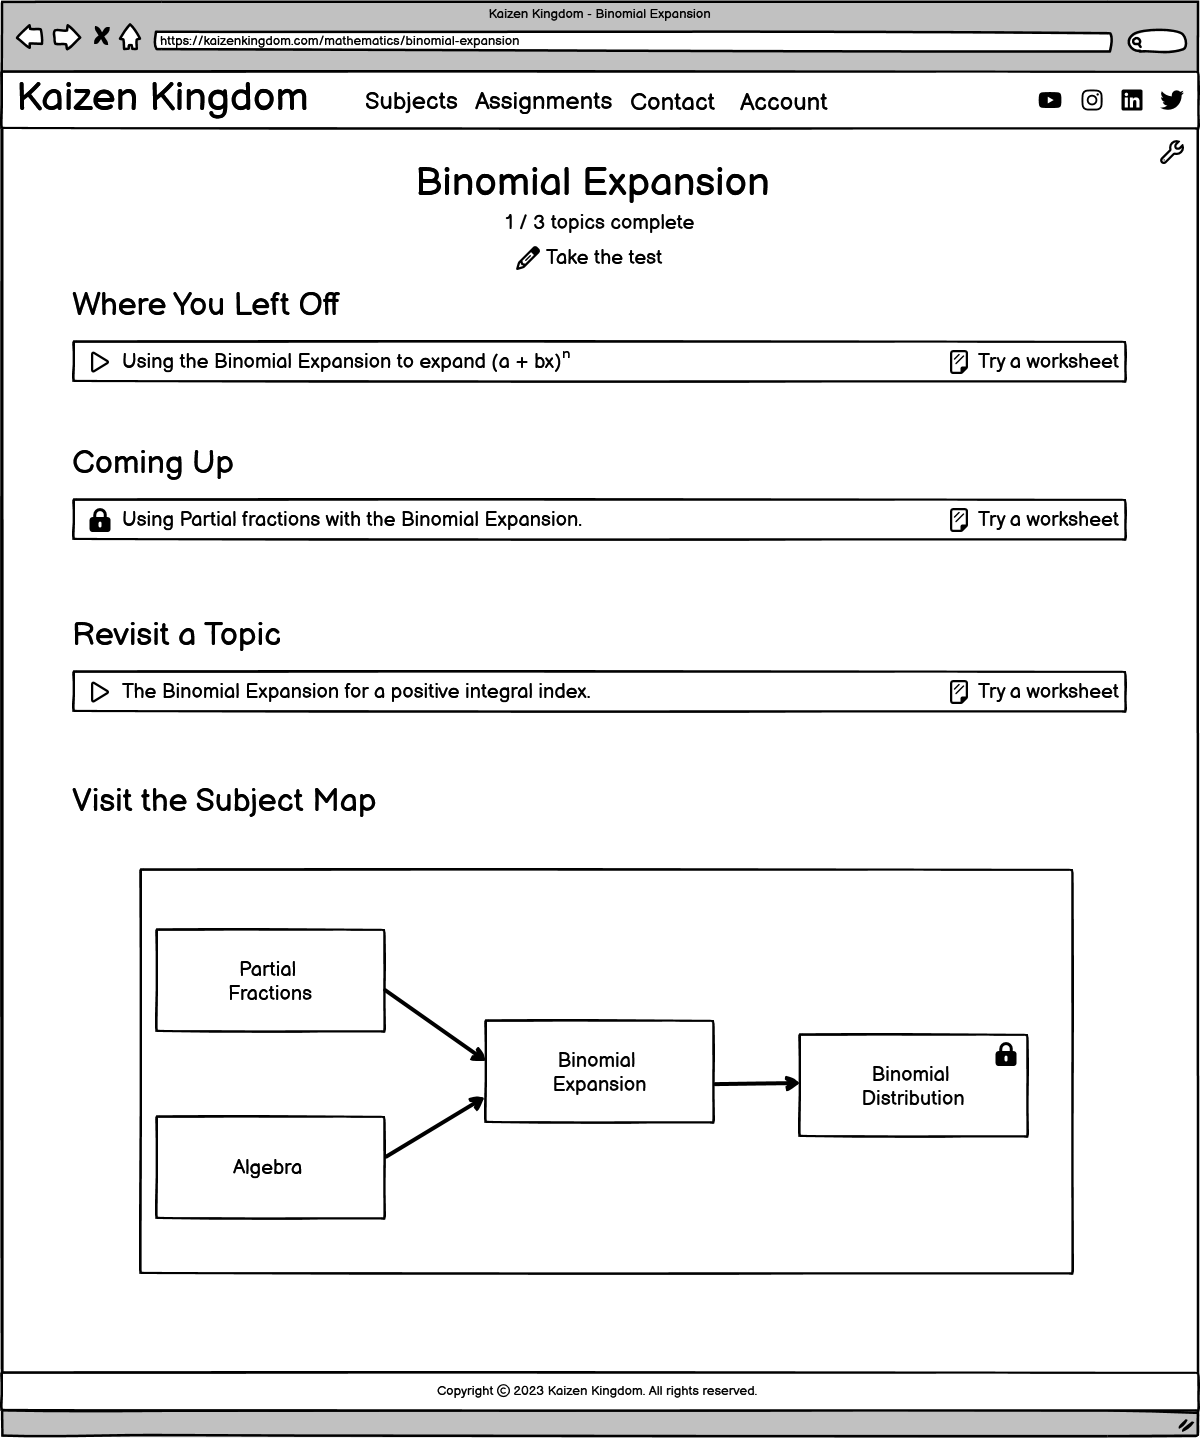 Kaizen Kingdom - Binomial Expansion
https://kaizenkingdom.com/mathematics/binomial-expansion
Kaizen Kingdom Subjects Assignments Contact Account
Binomial Expansion
1 / 3 topics complete
Take the test
Where You Left Off
Using the Binomial Expansion to expand (a + bx)ⁿ Try a worksheet
Coming Up
Using Partial fractions with the Binomial Expansion. Try a worksheet
Revisit a Topic
The Binomial Expansion for a positive integral index. Try a worksheet
Visit the Subject Map
Partial
Fractions
Binomial
Expansion
Binomial
Distribution
Algebra
Copyright © 2023 Kaizen Kingdom. All rights reserved.